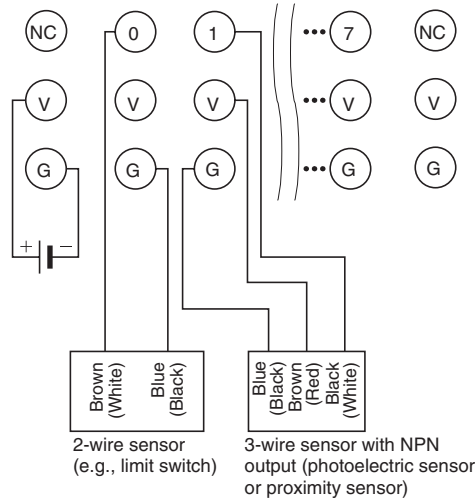 NC 0 1 ••• 7 NC
V V V ••• V V
G G G ••• G G
+ −
Brown (White)
Blue (Black)
Blue (Black)
Brown (Red)
Black (White)
2-wire sensor
(e.g., limit switch)
3-wire sensor with NPN
output (photoelectric sensor
or proximity sensor)